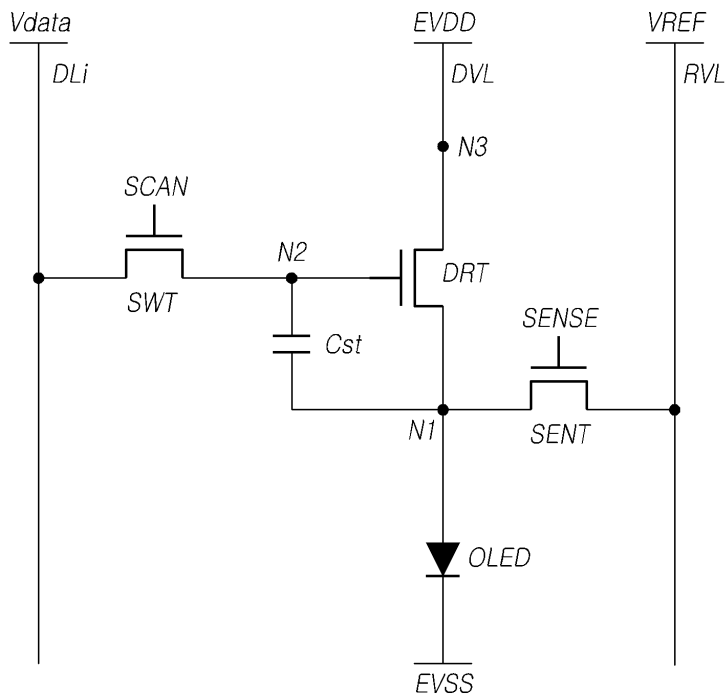 Vdata
EVDD
VREF
DLi
DVL
RVL
N3
SCAN
N2
DRT
SWT
SENSE
Cst
N1
SENT
OLED
EVSS